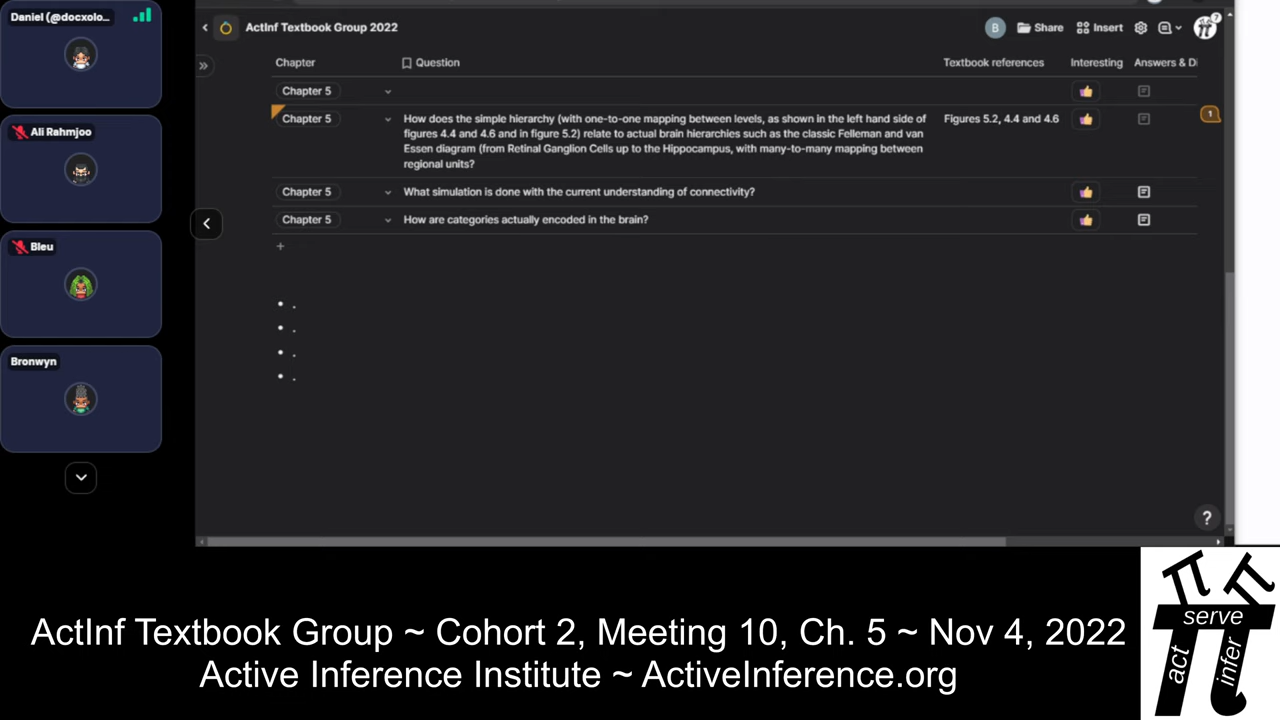 Daniel (@docxolo...
Ali Rahmjoo
Bleu
Bronwyn
ActInf Textbook Group 2022
B
Share
Insert
7
Chapter
Question
Textbook references
Interesting
Answers & Di
Chapter 5
Chapter 5
How does the simple hierarchy (with one-to-one mapping between levels, as shown in the left hand side of
figures 4.4 and 4.6 and in figure 5.2) relate to actual brain hierarchies such as the classic Felleman and van
Essen diagram (from Retinal Ganglion Cells up to the Hippocampus, with many-to-many mapping between
regional units?
Figures 5.2, 4.4 and 4.6
1
Chapter 5
What simulation is done with the current understanding of connectivity?
Chapter 5
How are categories actually encoded in the brain?
+
• .
• .
• .
• .
?
ActInf Textbook Group ~ Cohort 2, Meeting 10, Ch. 5 ~ Nov 4, 2022
Active Inference Institute ~ ActiveInference.org
π π
serve
act
infer